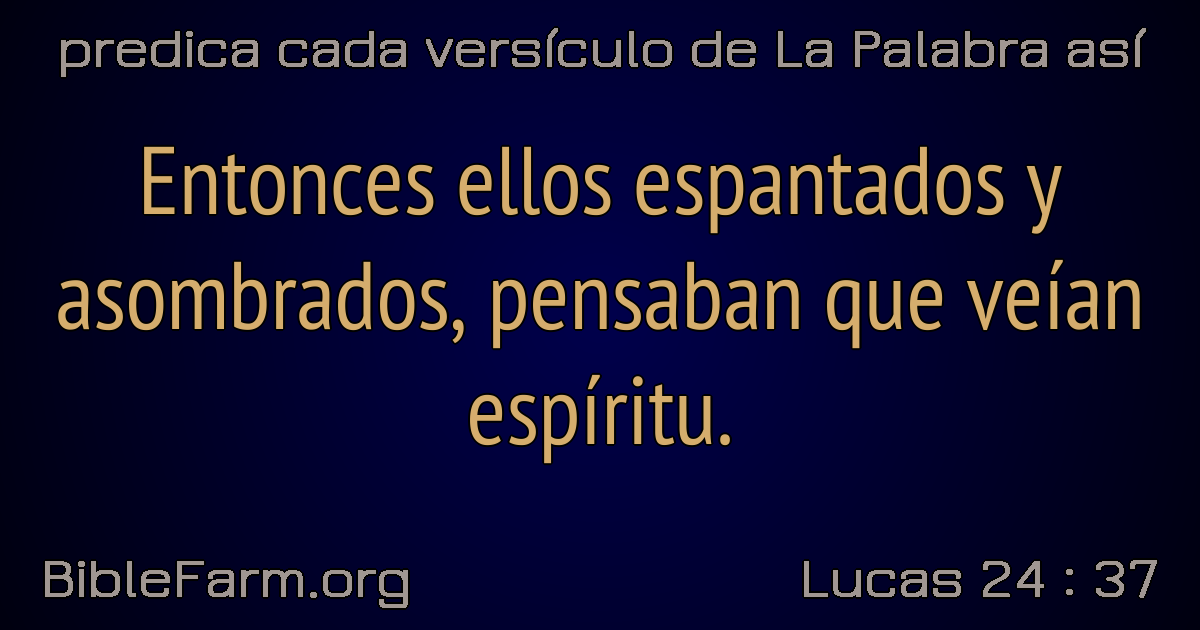 predica cada versículo de La Palabra así
Entonces ellos espantados y
asombrados, pensaban que veían
espíritu.
BibleFarm.org
Lucas 24 : 37